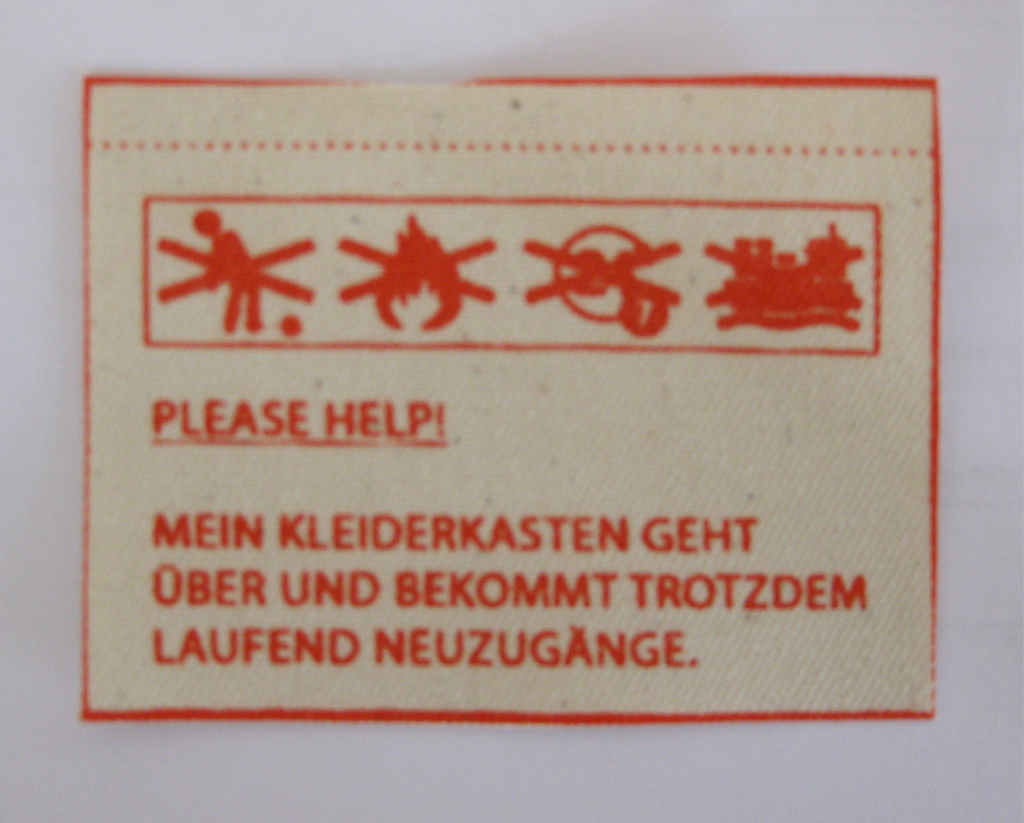 PLEASE HELP!
MEIN KLEIDERKASTEN GEHT
ÜBER UND BEKOMMT TROTZDEM
LAUFEND NEUZUGÄNGE.